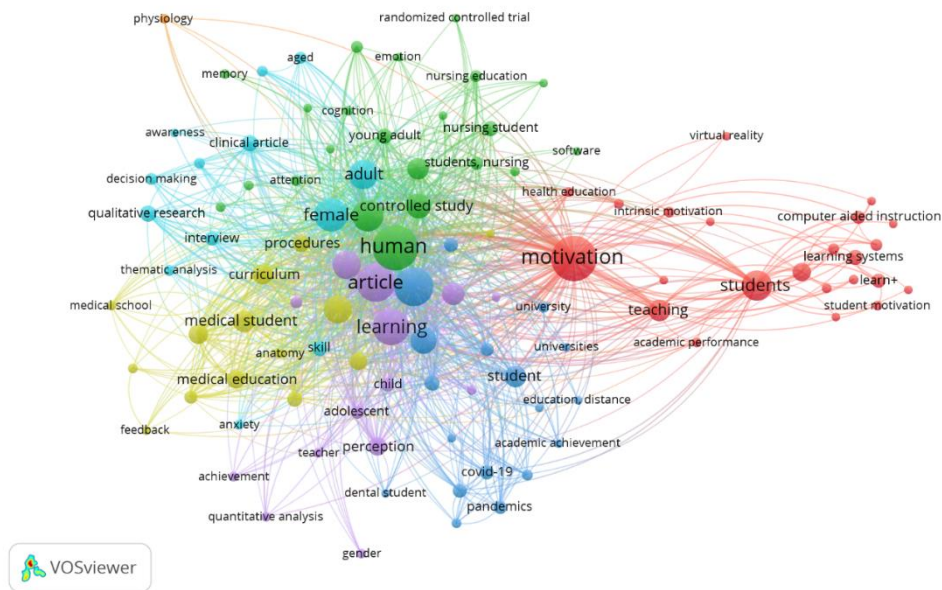 physiology
randomized controlled trial
aged
emotion
memory
nursing education
cognition
awareness
clinical article
young adult
nursing student
virtual reality
decision making
attention
adult
students, nursing
software
qualitative research
female
controlled study
health education
intrinsic motivation
computer aided instruction
interview
procedures
human
motivation
learning systems
thematic analysis
curriculum
article
students
learn+
medical school
university
teaching
student motivation
medical student
learning
skill
universities
academic performance
anatomy
medical education
child
student
education, distance
feedback
anxiety
adolescent
academic achievement
teacher
perception
achievement
covid-19
dental student
pandemics
quantitative analysis
gender
VOSviewer